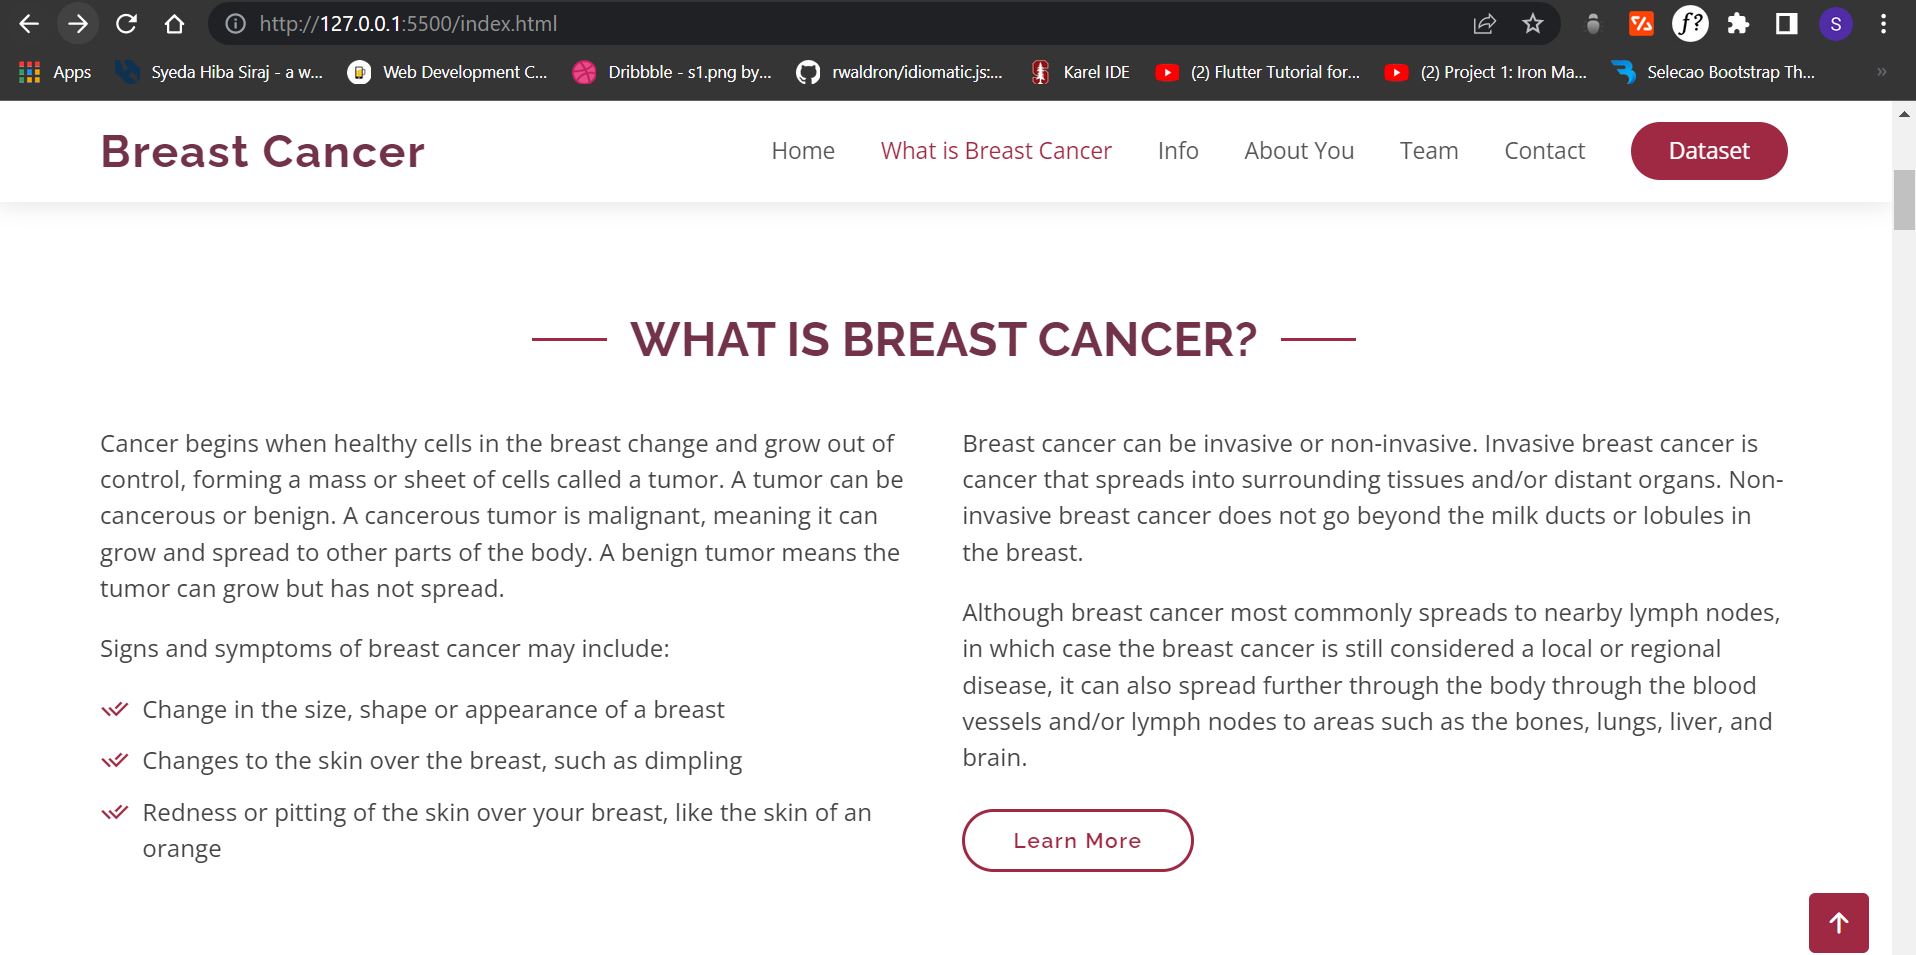 http://127.0.0.1:5500/index.html
f?
S
Apps
Syeda Hiba Siraj - a w...
Web Development C...
Dribbble - s1.png by...
rwaldron/idiomatic.js:...
Karel IDE
(2) Flutter Tutorial for...
(2) Project 1: Iron Ma...
Selecao Bootstrap Th...
»
Breast Cancer
Home
What is Breast Cancer
Info
About You
Team
Contact
Dataset
WHAT IS BREAST CANCER?
Cancer begins when healthy cells in the breast change and grow out of
control, forming a mass or sheet of cells called a tumor. A tumor can be
cancerous or benign. A cancerous tumor is malignant, meaning it can
grow and spread to other parts of the body. A benign tumor means the
tumor can grow but has not spread.
Signs and symptoms of breast cancer may include:
Change in the size, shape or appearance of a breast
Changes to the skin over the breast, such as dimpling
Redness or pitting of the skin over your breast, like the skin of an
orange
Breast cancer can be invasive or non-invasive. Invasive breast cancer is
cancer that spreads into surrounding tissues and/or distant organs. Non-
invasive breast cancer does not go beyond the milk ducts or lobules in
the breast.
Although breast cancer most commonly spreads to nearby lymph nodes,
in which case the breast cancer is still considered a local or regional
disease, it can also spread further through the body through the blood
vessels and/or lymph nodes to areas such as the bones, lungs, liver, and
brain.
Learn More